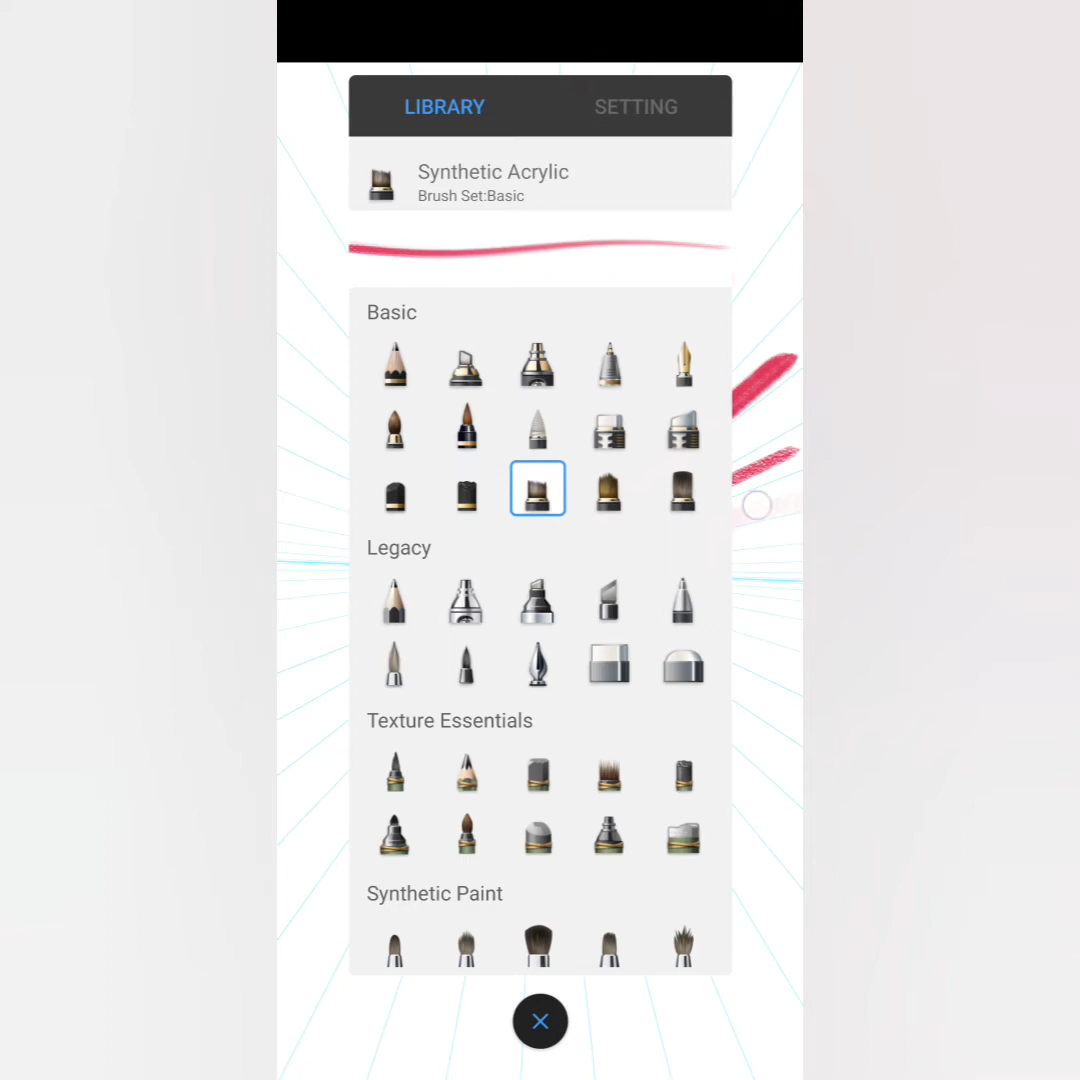 LIBRARY SETTING
Synthetic Acrylic
Brush Set:Basic
Basic
Legacy
Texture Essentials
Synthetic Paint